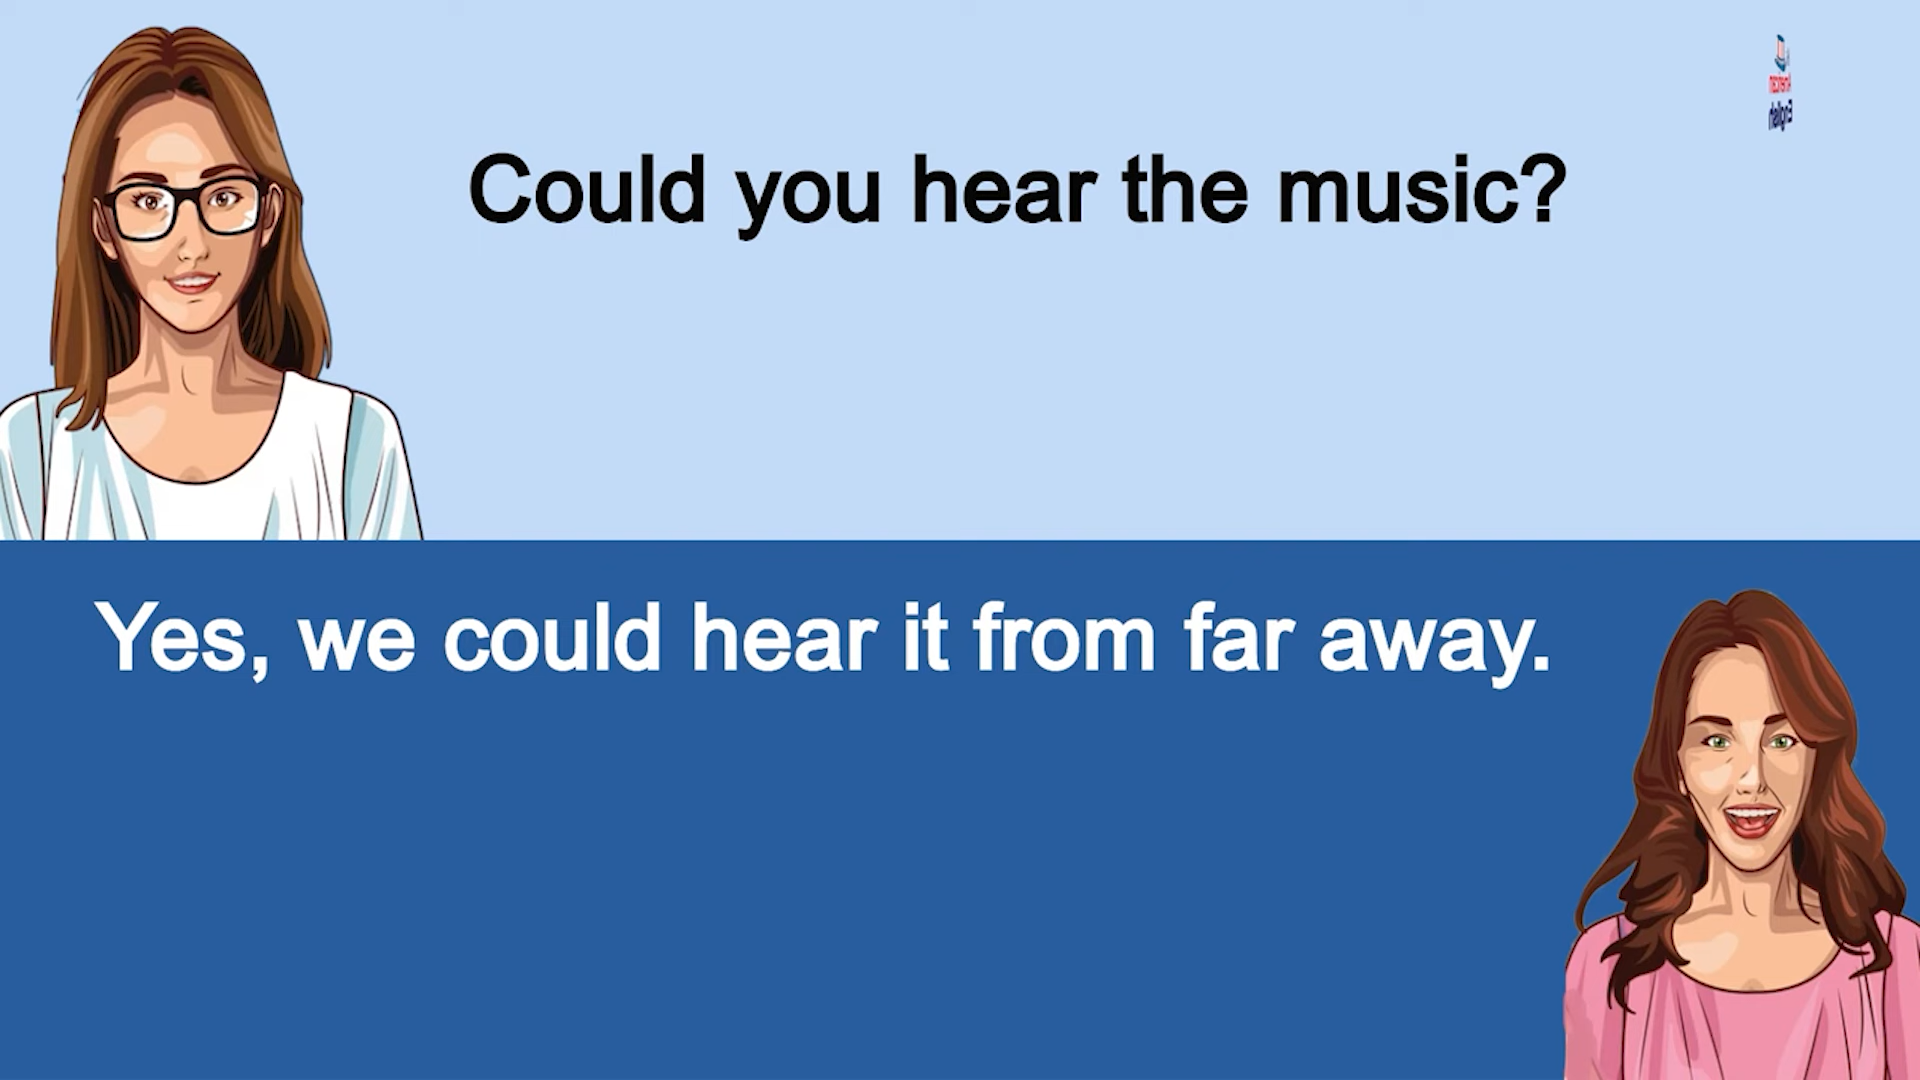 Could you hear the music?
Yes, we could hear it from far away.